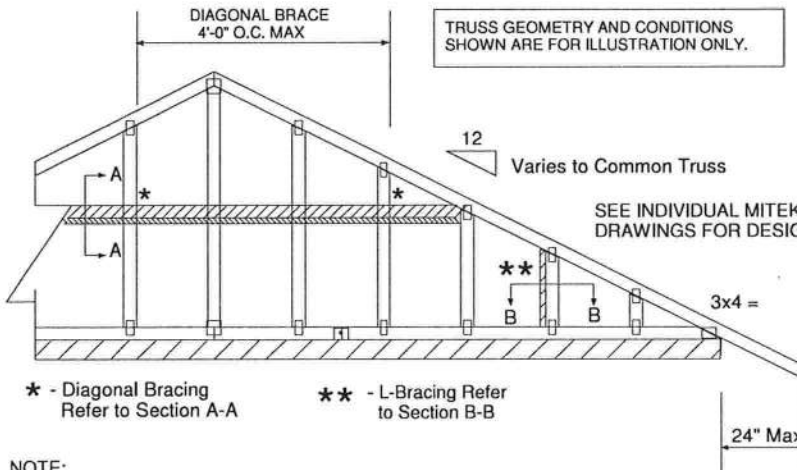 DIAGONAL BRACE
4'-0" O.C. MAX
TRUSS GEOMETRY AND CONDITIONS
SHOWN ARE FOR ILLUSTRATION ONLY.
12
Varies to Common Truss
A
*
*
SEE INDIVIDUAL MITEK
DRAWINGS FOR DESIG
A
**
B
B
3x4 =
* - Diagonal Bracing
Refer to Section A-A
** - L-Bracing Refer
to Section B-B
24" Max
NOTE: